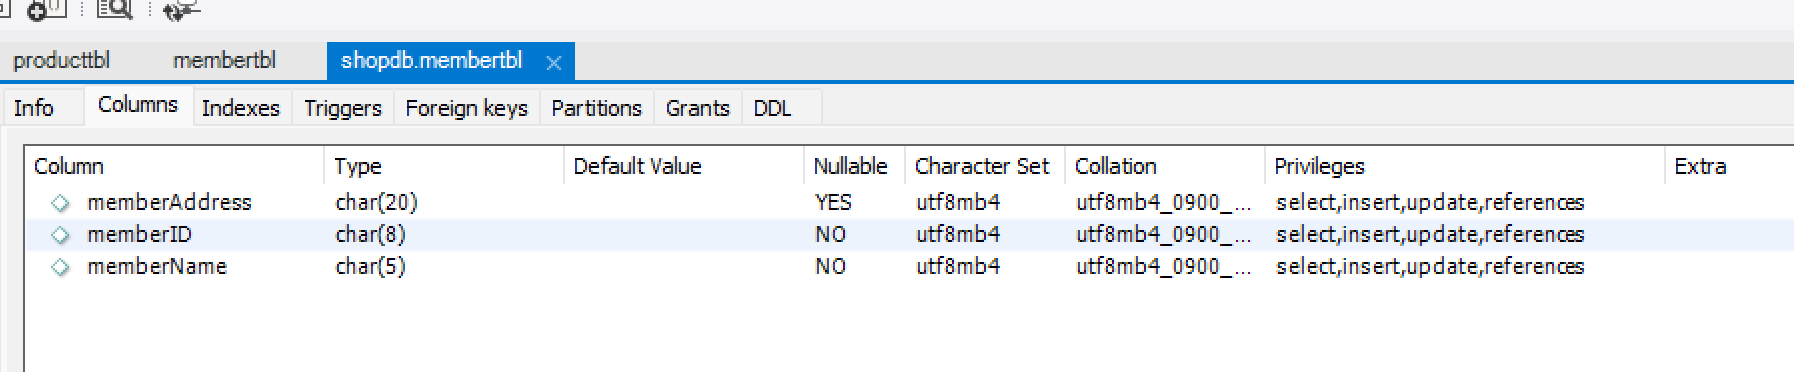 producttbl membertbl shopdb.membertbl
Info Columns Indexes Triggers Foreign keys Partitions Grants DDL
Column Type Default Value Nullable Character Set Collation Privileges Extra
memberAddress char(20) YES utf8mb4 utf8mb4_0900_... select,insert,update,references
memberID char(8) NO utf8mb4 utf8mb4_0900_... select,insert,update,references
memberName char(5) NO utf8mb4 utf8mb4_0900_... select,insert,update,references